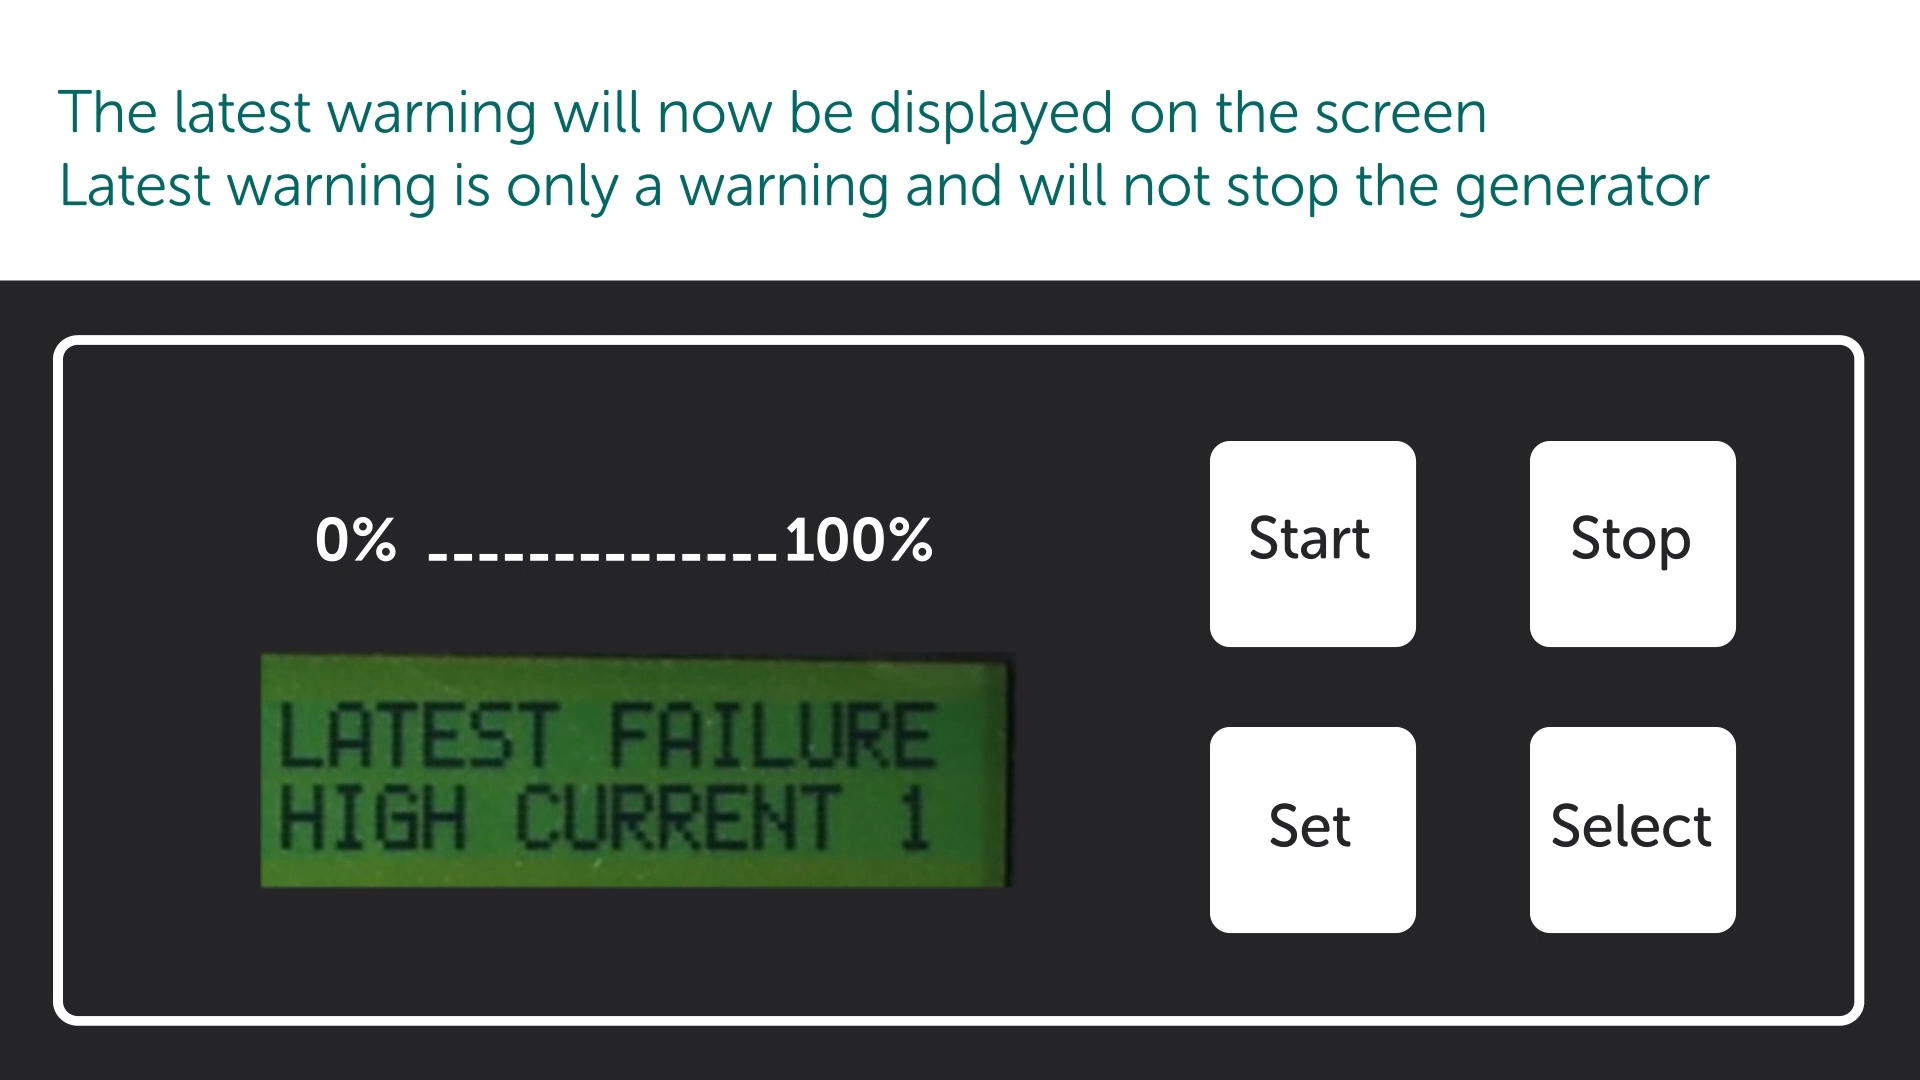 The latest warning will now be displayed on the screen
Latest warning is only a warning and will not stop the generator
0% ______________100%
Start
Stop
LATEST FAILURE
HIGH CURRENT 1
Set
Select